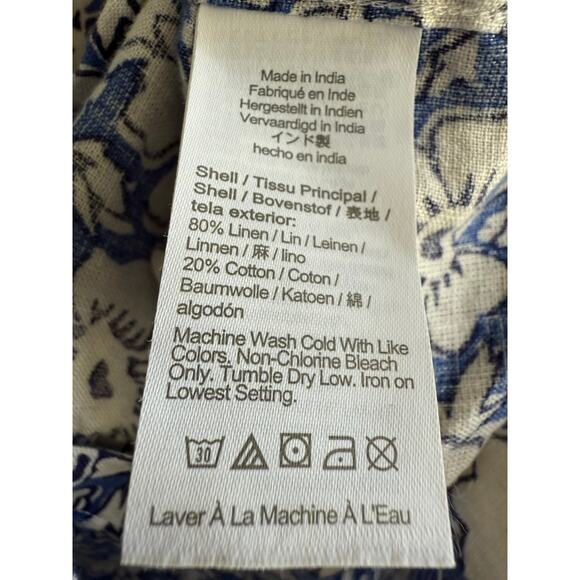 Made in India
Fabriqué en Inde
Hergestellt in Indien
Vervaardigd in India
インド製
hecho en india
Shell / Tissu Principal /
Shell / Bovenstof / 表地 /
tela exterior:
80% Linen / Lin / Leinen /
Linnen / 麻 / lino
20% Cotton / Coton /
Baumwolle / Katoen / 綿 /
algodón
Machine Wash Cold With Like
Colors. Non-Chlorine Bleach
Only. Tumble Dry Low. Iron on
Lowest Setting.
30
Laver À La Machine À L'Eau